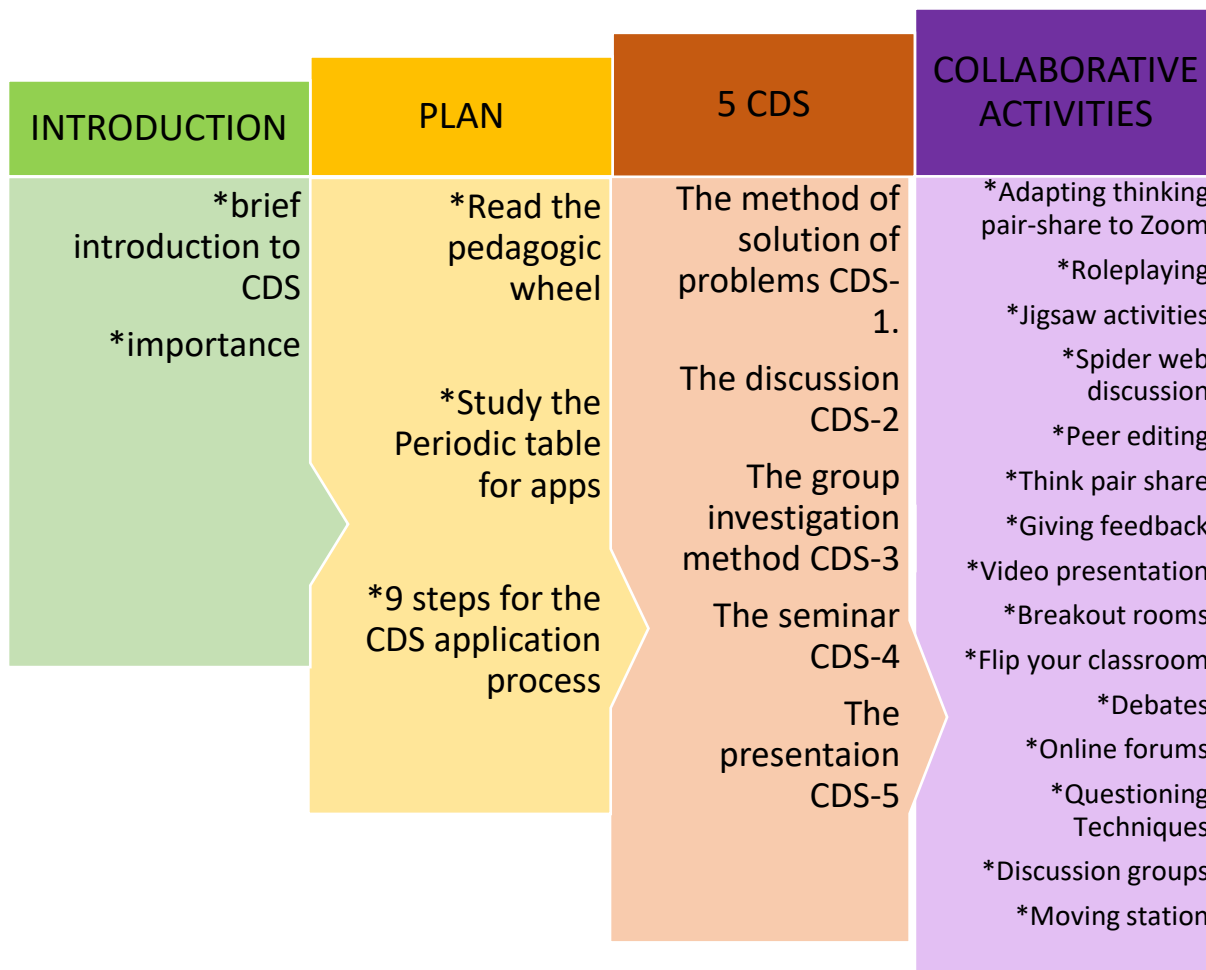 INTRODUCTION
*brief
introduction to
CDS
*importance
PLAN
*Read the
pedagogic
wheel
*Study the
Periodic table
for apps
*9 steps for the
CDS application
process
5 CDS
The method of
solution of
problems CDS-
1.
The discussion
CDS-2
The group
investigation
method CDS-3
The seminar
CDS-4
The
presentaion
CDS-5
COLLABORATIVE
ACTIVITIES
*Adapting thinking
pair-share to Zoom
*Roleplaying
*Jigsaw activities
*Spider web
discussion
*Peer editing
*Think pair share
*Giving feedback
*Video presentation
*Breakout rooms
*Flip your classroom
*Debates
*Online forums
*Questioning
Techniques
*Discussion groups
*Moving station